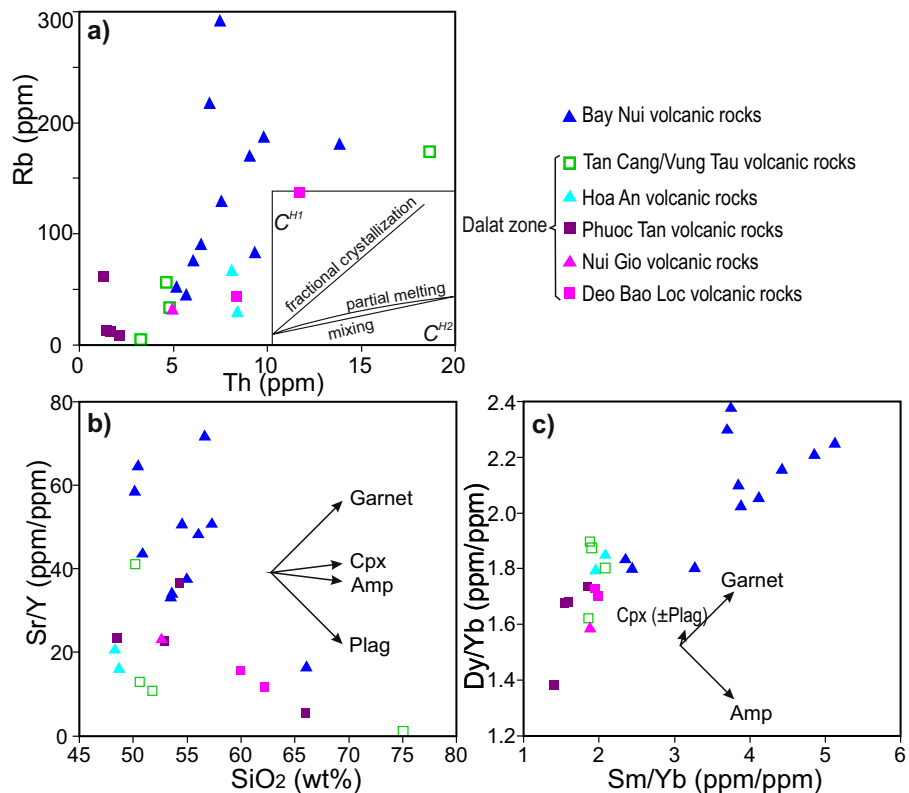 a)
300
200
100
0
Rb (ppm)
0
5
10
15
20
Th (ppm)
C^H1
fractional crystallization
partial melting
mixing
C^H2
Bay Nui volcanic rocks
Tan Cang/Vung Tau volcanic rocks
Hoa An volcanic rocks
Dalat zone
Phuoc Tan volcanic rocks
Nui Gio volcanic rocks
Deo Bao Loc volcanic rocks
b)
80
60
40
20
0
Sr/Y (ppm/ppm)
Garnet
Cpx
Amp
Plag
45
50
55
60
65
70
75
80
SiO2 (wt%)
c)
2.4
2.2
2.0
1.8
1.6
1.4
1.2
Dy/Yb (ppm/ppm)
Garnet
Cpx (±Plag)
Amp
1
2
3
4
5
6
Sm/Yb (ppm/ppm)